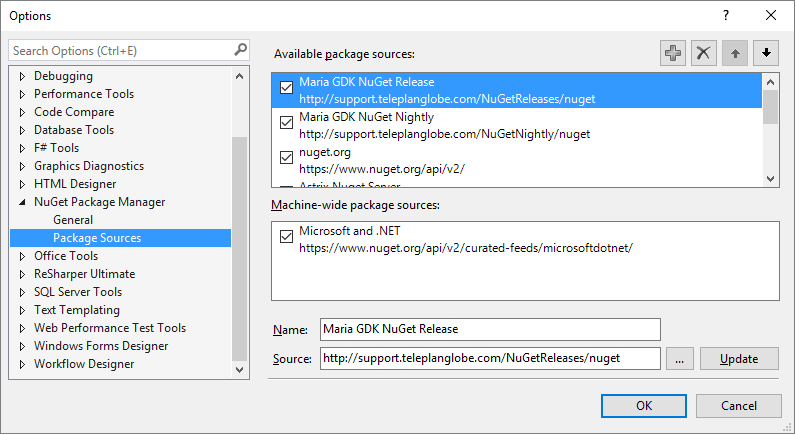 Options
Search Options (Ctrl+E)
Debugging
Performance Tools
Code Compare
Database Tools
F# Tools
Graphics Diagnostics
HTML Designer
NuGet Package Manager
General
Package Sources
Office Tools
ReSharper Ultimate
SQL Server Tools
Text Templating
Web Performance Test Tools
Windows Forms Designer
Workflow Designer
Available package sources:
Maria GDK NuGet Release
http://support.teleplanglobe.com/NuGetReleases/nuget
Maria GDK NuGet Nightly
http://support.teleplanglobe.com/NuGetNightly/nuget
nuget.org
https://www.nuget.org/api/v2/
Astrix Nuget Server
Machine-wide package sources:
Microsoft and .NET
https://www.nuget.org/api/v2/curated-feeds/microsoftdotnet/
Name: Maria GDK NuGet Release
Source: http://support.teleplanglobe.com/NuGetReleases/nuget ... Update
OK Cancel